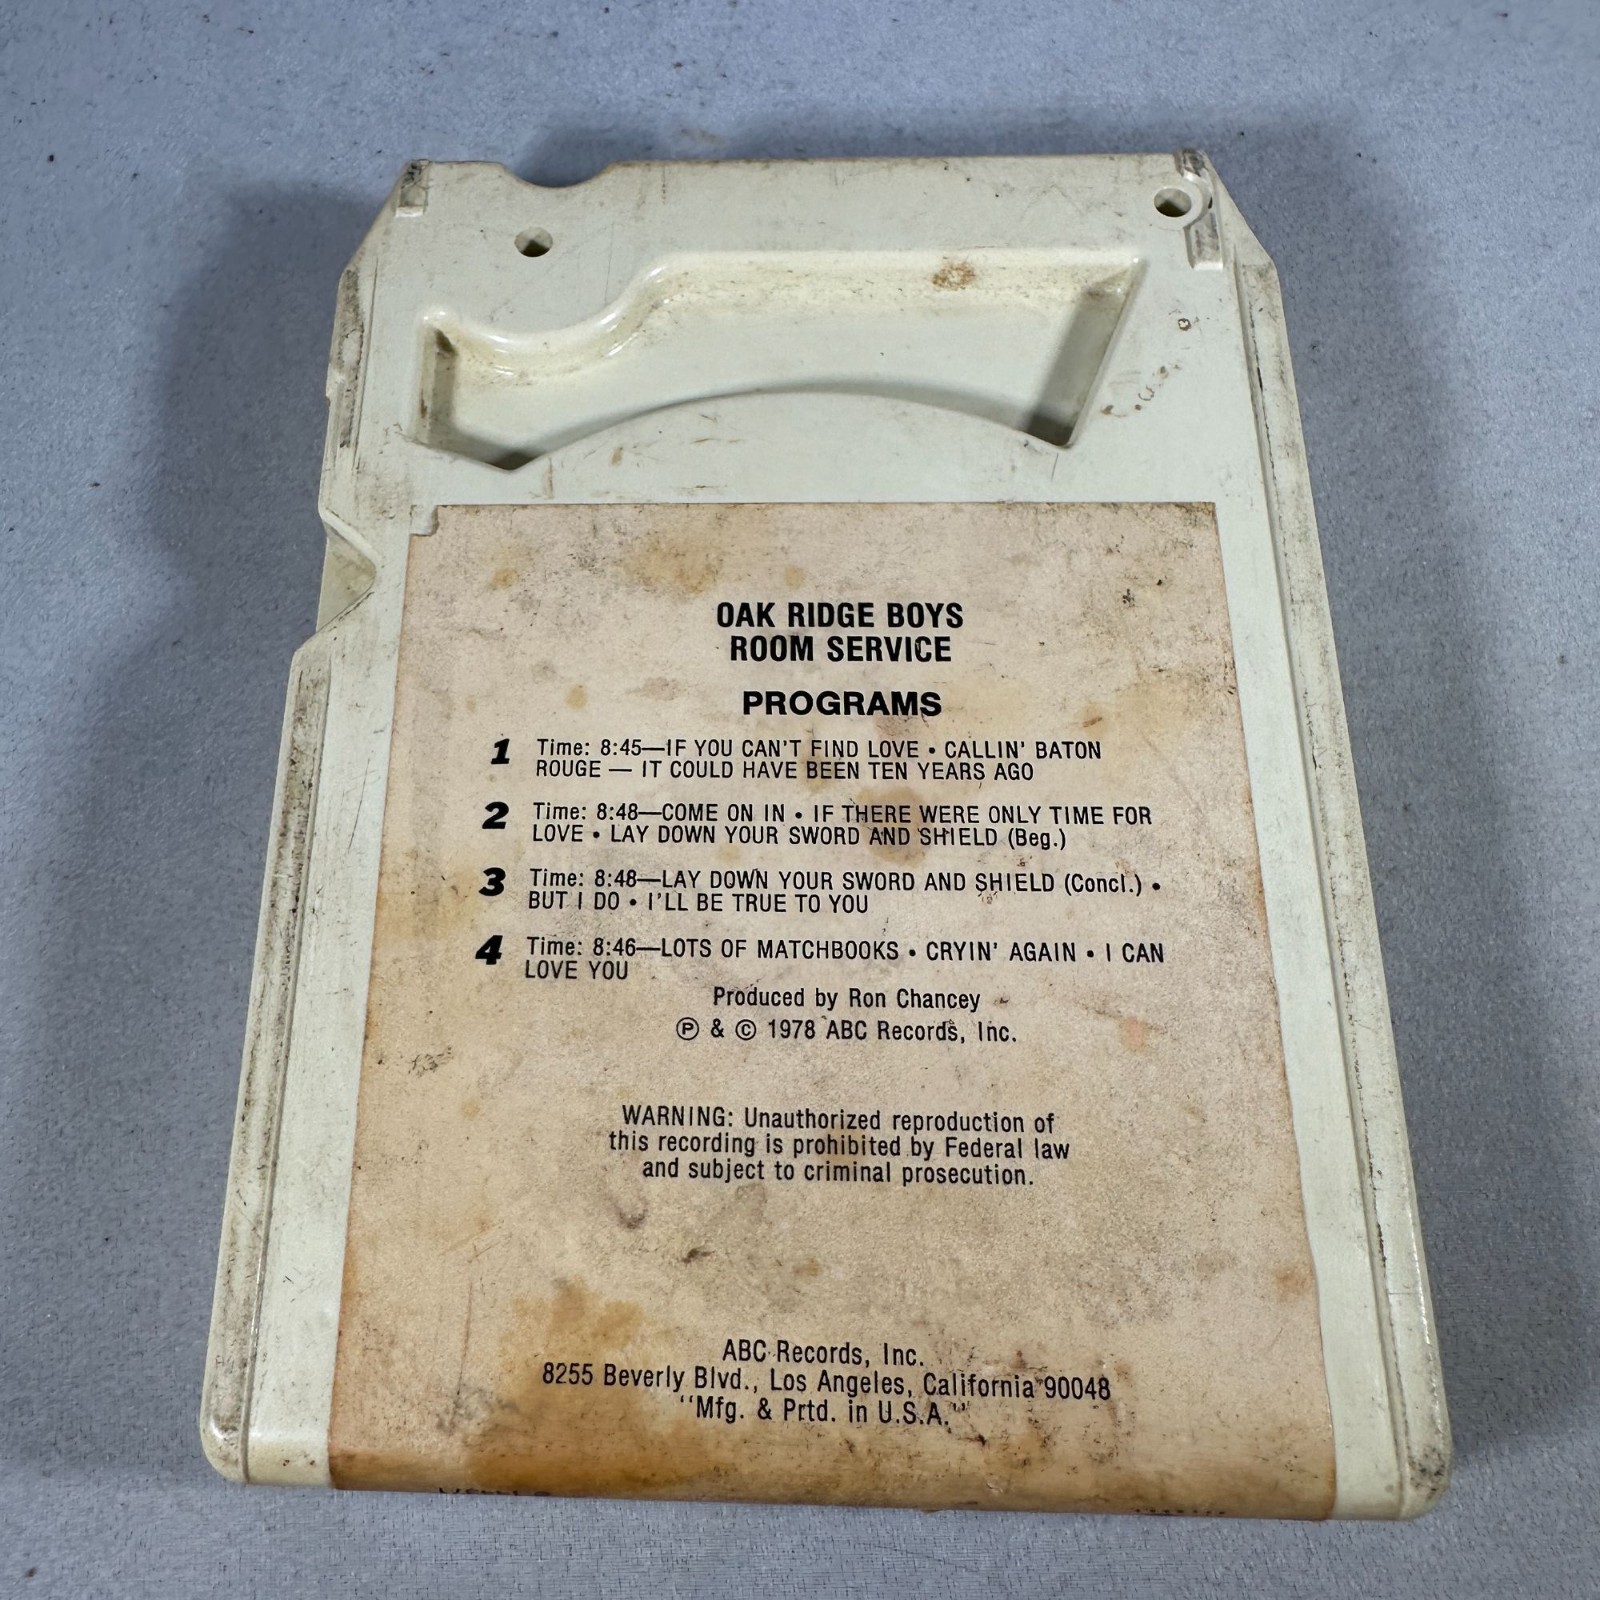 OAK RIDGE BOYS
ROOM SERVICE
PROGRAMS
1 Time: 8:45—IF YOU CAN'T FIND LOVE • CALLIN' BATON
ROUGE — IT COULD HAVE BEEN TEN YEARS AGO
2 Time: 8:48—COME ON IN • IF THERE WERE ONLY TIME FOR
LOVE • LAY DOWN YOUR SWORD AND SHIELD (Beg.)
3 Time: 8:48—LAY DOWN YOUR SWORD AND SHIELD (Concl.) •
BUT I DO • I'LL BE TRUE TO YOU
4 Time: 8:46—LOTS OF MATCHBOOKS • CRYIN' AGAIN • I CAN
LOVE YOU
Produced by Ron Chancey
℗ & © 1978 ABC Records, Inc.
WARNING: Unauthorized reproduction of
this recording is prohibited by Federal law
and subject to criminal prosecution.
ABC Records, Inc.
8255 Beverly Blvd., Los Angeles, California 90048
"Mfg. & Prtd. in U.S.A."